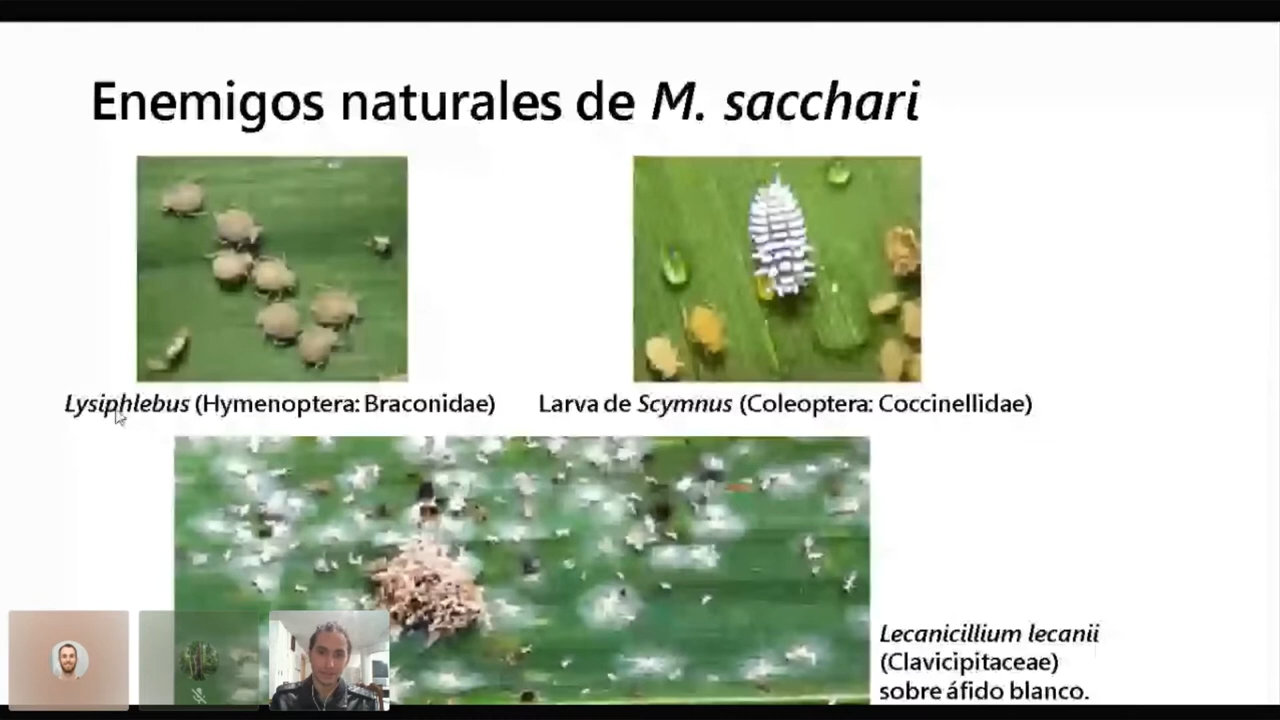 Enemigos naturales de M. sacchari
Lysiphlebus (Hymenoptera: Braconidae)
Larva de Scymnus (Coleoptera: Coccinellidae)
Lecanicillium lecanii
(Clavicipitaceae)
sobre áfido blanco.